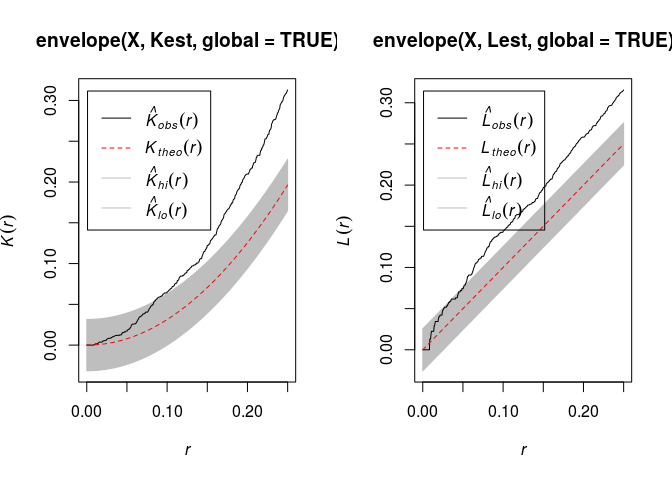 envelope(X, Kest, global = TRUE)
K̂obs(r)
Ktheo(r)
K̂hi(r)
K̂lo(r)
0.30
0.20
0.10
0.00
K(r)
0.00 0.10 0.20
r
envelope(X, Lest, global = TRUE)
L̂obs(r)
Ltheo(r)
L̂hi(r)
L̂lo(r)
0.30
0.20
0.10
0.00
L(r)
0.00 0.10 0.20
r